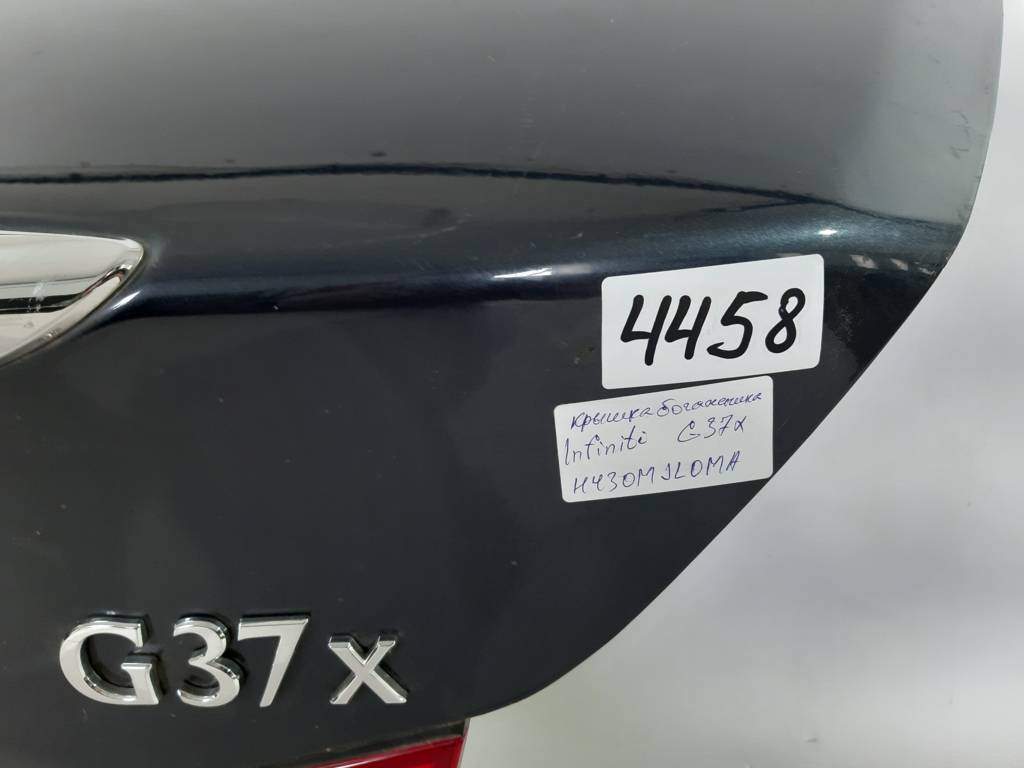 4458
крышка багажника
Infiniti G37x
H430MJL0MA
G37x